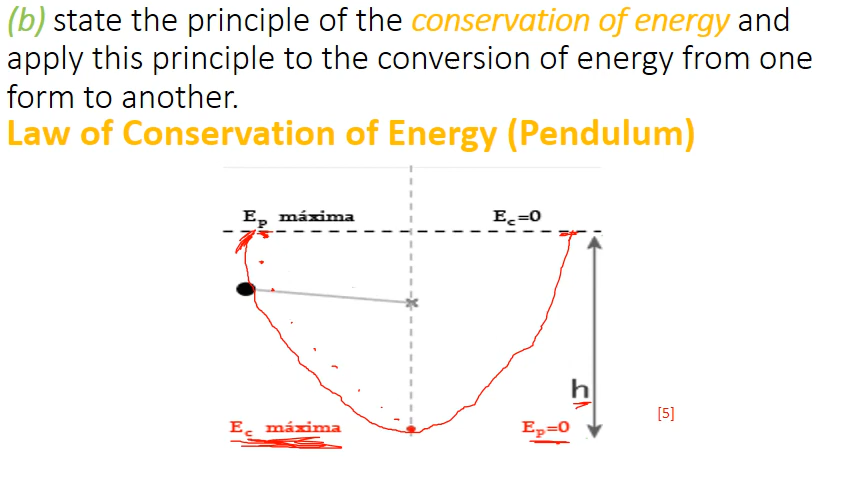 (b) state the principle of the conservation of energy and
apply this principle to the conversion of energy from one
form to another.
Law of Conservation of Energy (Pendulum)
Ep máxima
Ec=0
h
[5]
Ec máxima
Ep=0